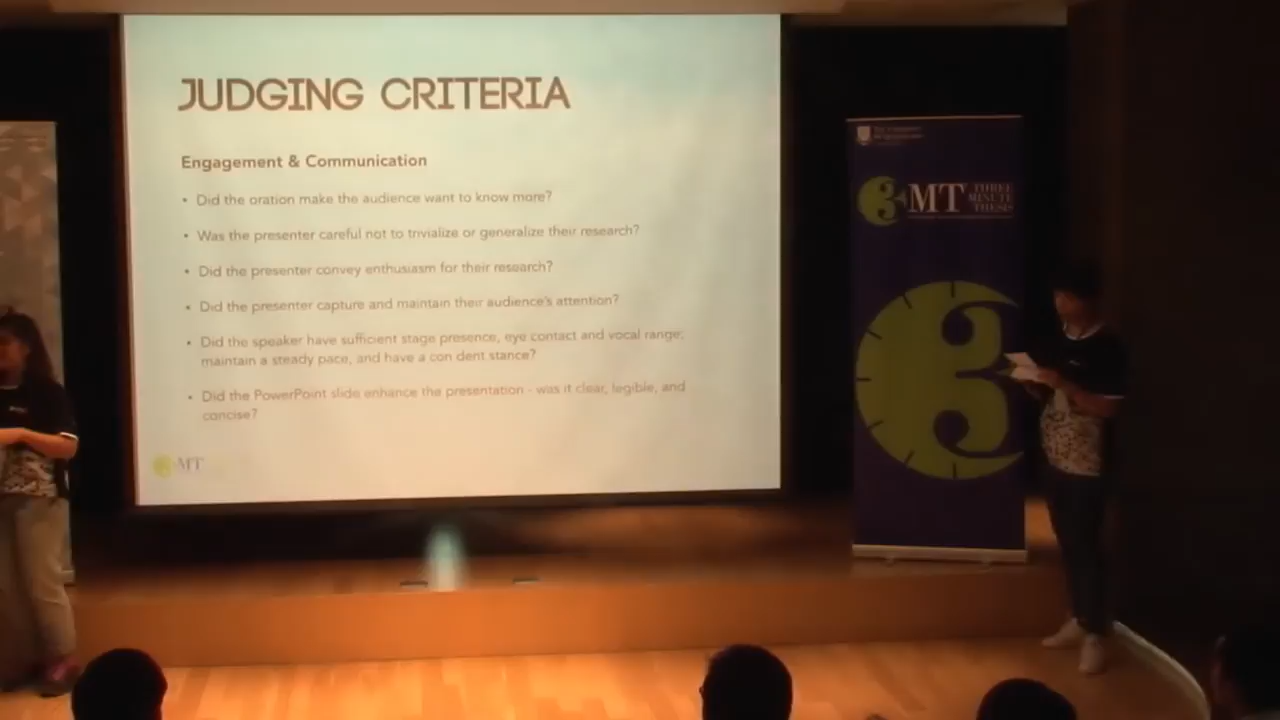 JUDGING CRITERIA
Engagement & Communication
• Did the oration make the audience want to know more?
• Was the presenter careful not to trivialize or generalize their research?
• Did the presenter convey enthusiasm for their research?
• Did the presenter capture and maintain their audience's attention?
• Did the speaker have sufficient stage presence, eye contact and vocal range;
maintain a steady pace, and have a con dent stance?
• Did the PowerPoint slide enhance the presentation - was it clear, legible, and
concise?
3MT
3MT THREE
MINUTE
THESIS
3